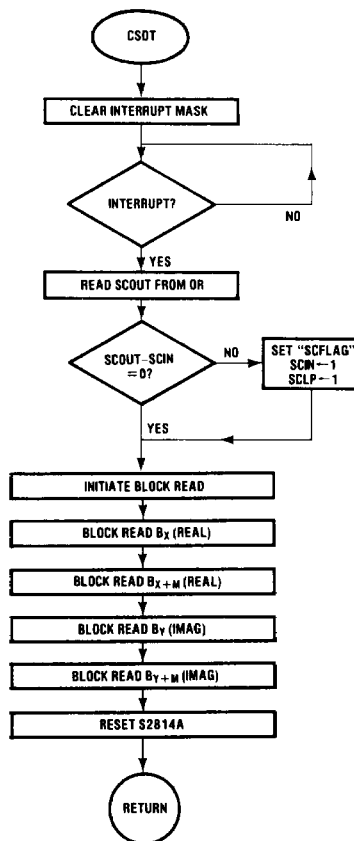 CSDT
CLEAR INTERRUPT MASK
INTERRUPT?
NO
YES
READ SCOUT FROM OR
SCOUT–SCIN
=0?
NO
SET "SCFLAG"
SCIN←1
SCLP←1
YES
INITIATE BLOCK READ
BLOCK READ BX (REAL)
BLOCK READ BX+M (REAL)
BLOCK READ BY (IMAG)
BLOCK READ BY+M (IMAG)
RESET S2814A
RETURN